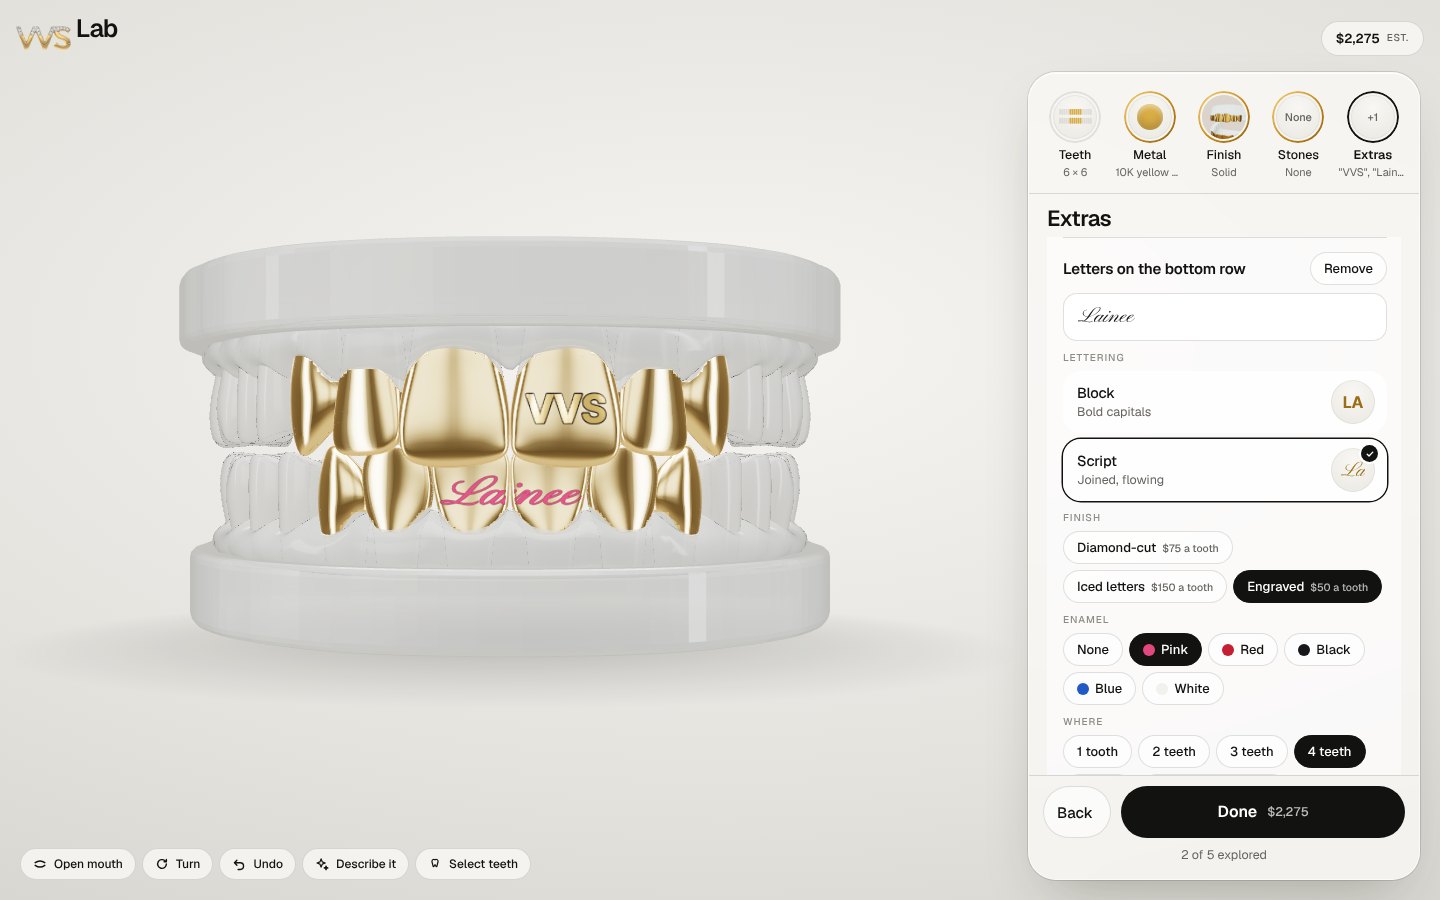 VVS Lab
$2,275 EST.
None
+1
Teeth
Metal
Finish
Stones
Extras
6 × 6
10K yellow ...
Solid
None
"VVS", "Lain...
Extras
Letters on the bottom row
Remove
Lainee
LETTERING
Block
Bold capitals
LA
Script
Joined, flowing
La
FINISH
Diamond-cut $75 a tooth
Iced letters $150 a tooth
Engraved $50 a tooth
ENAMEL
None
Pink
Red
Black
Blue
White
WHERE
1 tooth
2 teeth
3 teeth
4 teeth
Back
Done $2,275
2 of 5 explored
VVS
Lainee
Open mouth
Turn
Undo
Describe it
Select teeth